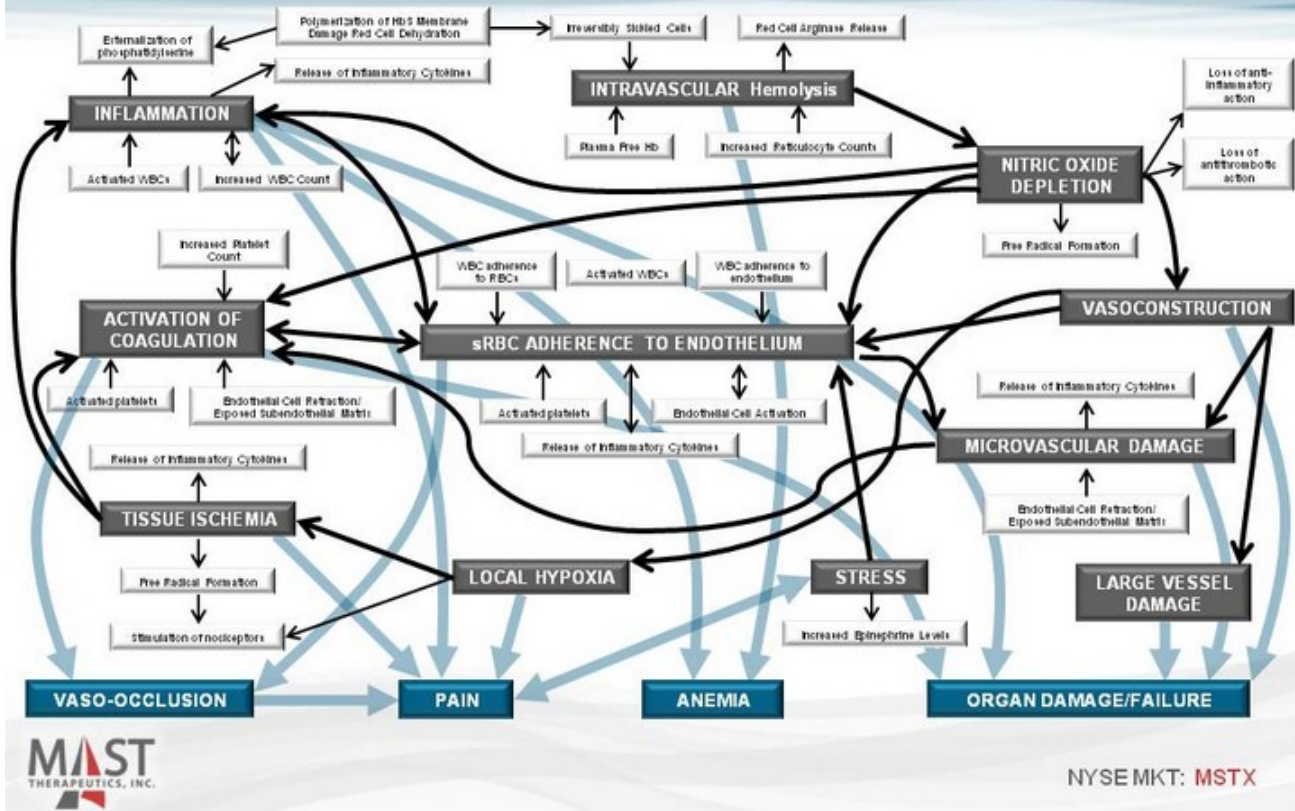 Polymerization of HbS Membrane
Damage Red Cell Dehydration
Externalization of
phosphatidylserine
Irreversibly Sickled Cells
Red Cell Arginase Release
Release of Inflammatory Cytokines
INFLAMMATION
INTRAVASCULAR Hemolysis
Loss of anti-
inflammatory
action
Activated WBCs
Increased WBC Count
Plasma Free Hb
Increased Reticulocyte Counts
NITRIC OXIDE
DEPLETION
Loss of
antithrombotic
action
Free Radical Formation
Increased Platelet
Count
WBC adherence
to RBCs
Activated WBCs
WBC adherence to
endothelium
ACTIVATION OF
COAGULATION
sRBC ADHERENCE TO ENDOTHELIUM
VASOCONSTRUCTION
Activated platelets
Endothelial Cell Retraction/
Exposed Subendothelial Matrix
Activated platelets
Endothelial Cell Activation
Release of Inflammatory Cytokines
Release of Inflammatory Cytokines
MICROVASCULAR DAMAGE
Endothelial Cell Retraction/
Exposed Subendothelial Matrix
Release of Inflammatory Cytokines
TISSUE ISCHEMIA
Free Radical Formation
Stimulation of nociceptors
LOCAL HYPOXIA
STRESS
Increased Epinephrine Levels
LARGE VESSEL
DAMAGE
VASO-OCCLUSION
PAIN
ANEMIA
ORGAN DAMAGE/FAILURE
MAST
THERAPEUTICS, INC.
NYSE MKT: MSTX